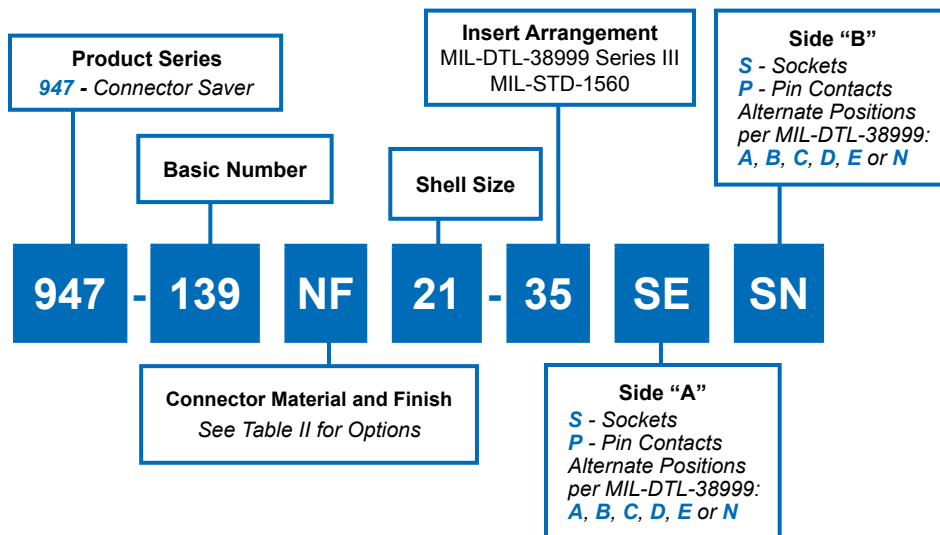 Product Series
947 - Connector Saver
Insert Arrangement
MIL-DTL-38999 Series III
MIL-STD-1560
Side “B”
S - Sockets
P - Pin Contacts
Alternate Positions
per MIL-DTL-38999:
A, B, C, D, E or N
Basic Number
Shell Size
947 - 139 NF 21 - 35 SE SN
Connector Material and Finish
See Table II for Options
Side “A”
S - Sockets
P - Pin Contacts
Alternate Positions
per MIL-DTL-38999:
A, B, C, D, E or N